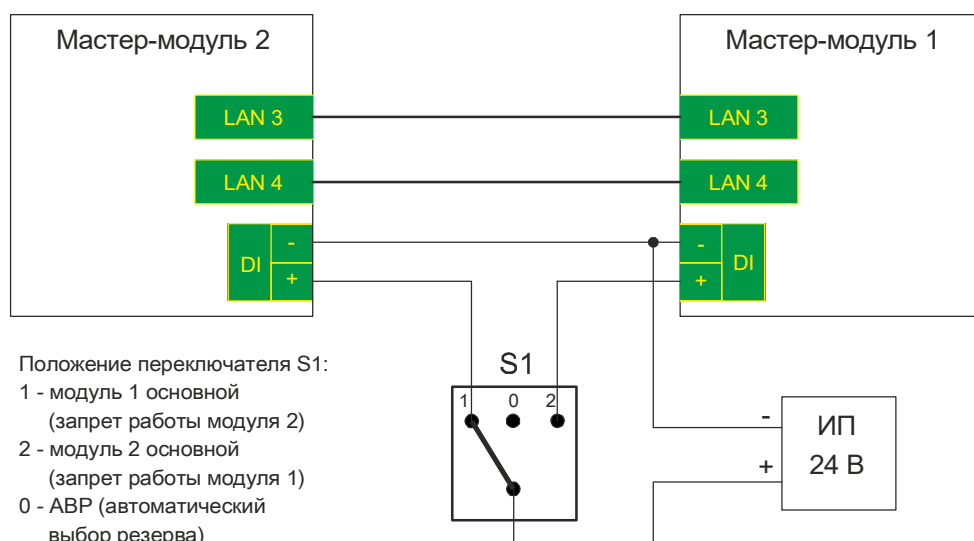 Мастер-модуль 2
Мастер-модуль 1
LAN 3
LAN 3
LAN 4
LAN 4
DI
-
+
-
+
DI
Положение переключателя S1:
1 - модуль 1 основной
(запрет работы модуля 2)
2 - модуль 2 основной
(запрет работы модуля 1)
0 - АВР (автоматический
выбор резерва)
S1
1 0 2
-
+
ИП
24 В